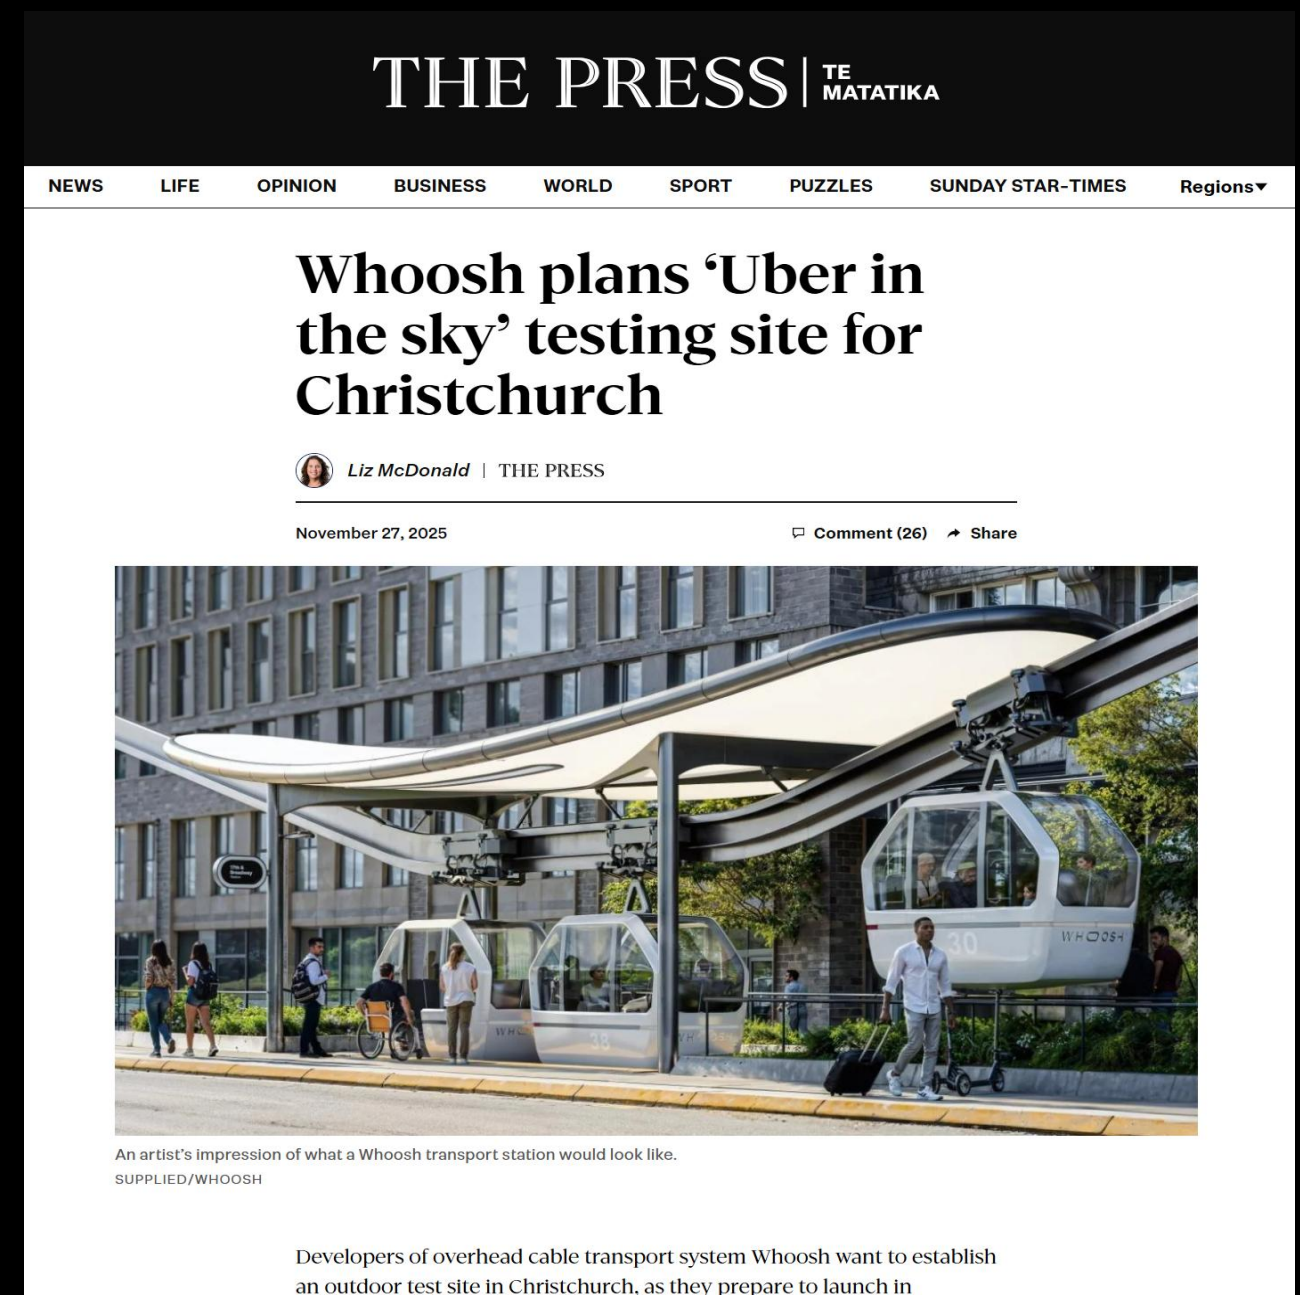 THE PRESS
TE
MATATIKA
NEWS LIFE OPINION BUSINESS WORLD SPORT PUZZLES SUNDAY STAR-TIMES Regions▾
Whoosh plans ‘Uber in
the sky’ testing site for
Christchurch
Liz McDonald | THE PRESS
November 27, 2025 Comment (26) Share
30
WHOOSH
38
An artist’s impression of what a Whoosh transport station would look like.
SUPPLIED/WHOOSH
Developers of overhead cable transport system Whoosh want to establish
an outdoor test site in Christchurch, as they prepare to launch in